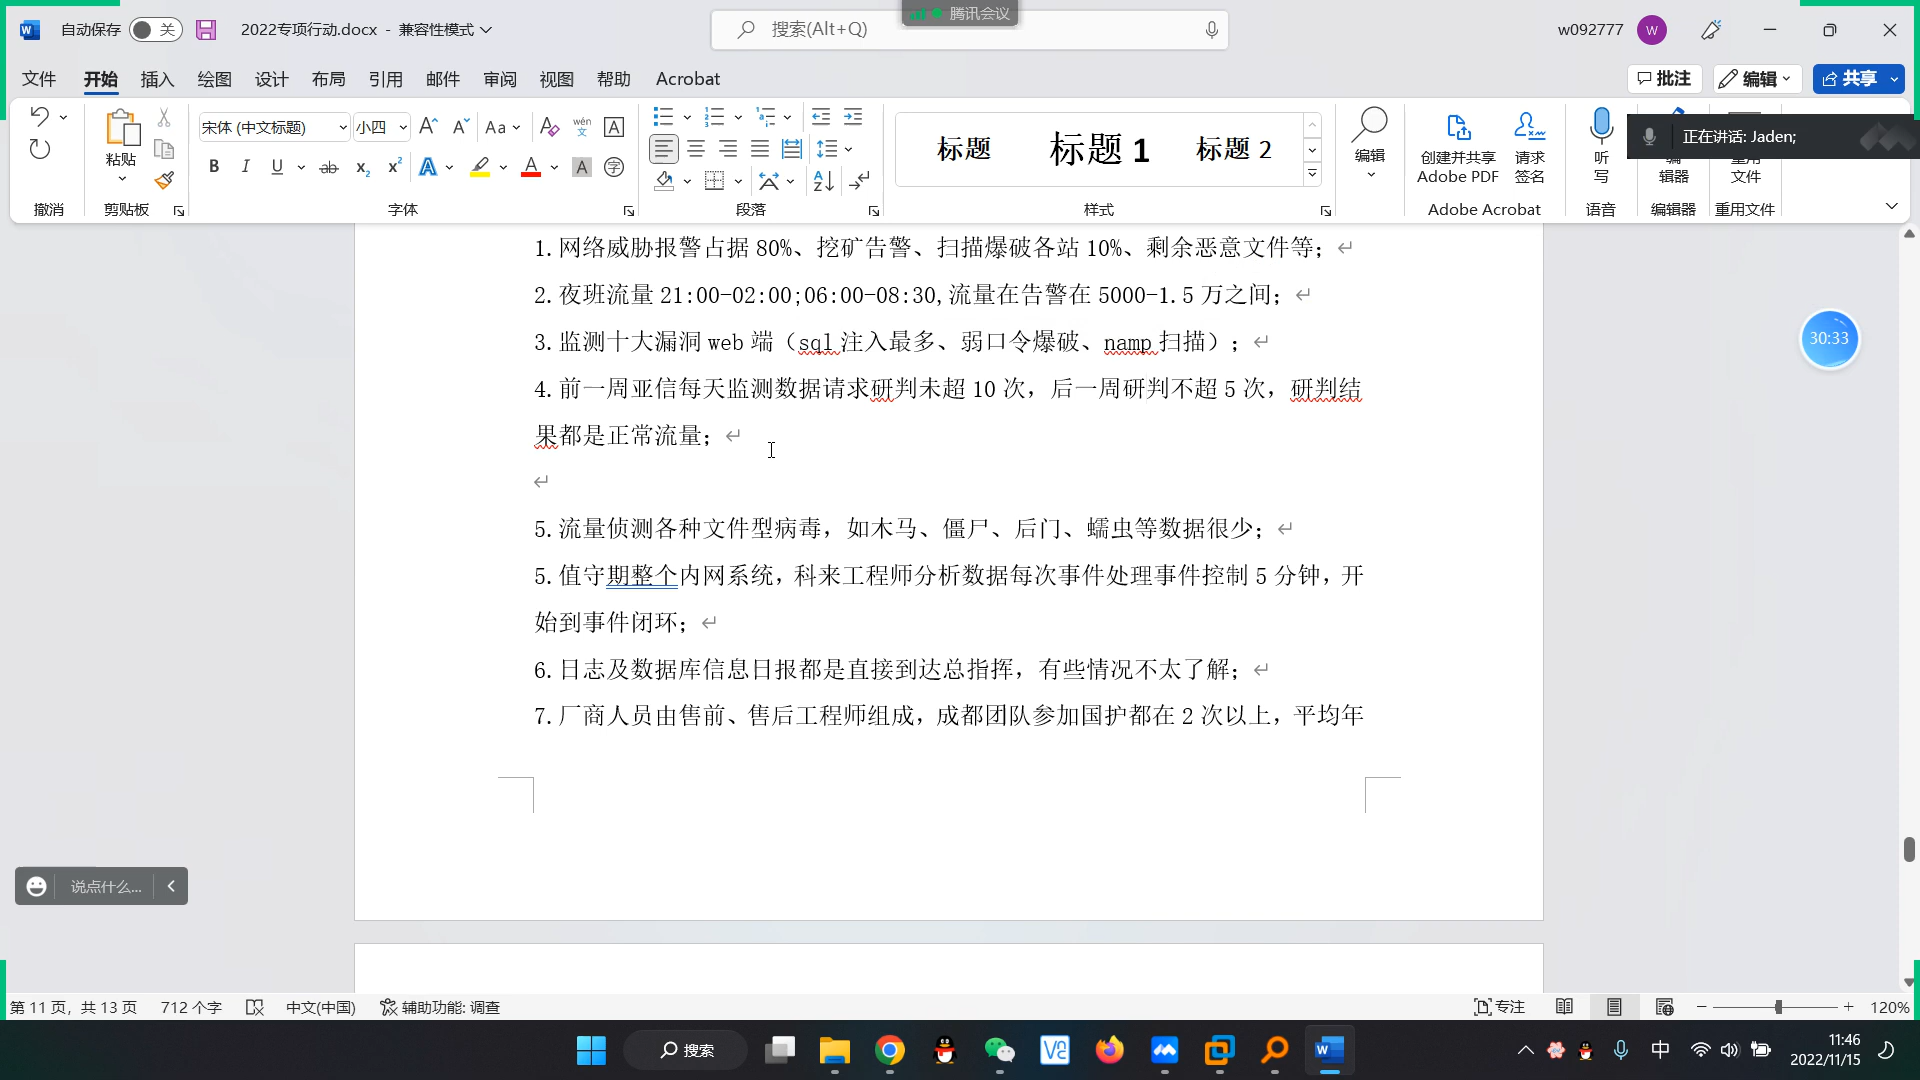 腾讯会议
自动保存 关 2022专项行动.docx - 兼容性模式
搜索(Alt+Q)
w092777 W
文件 开始 插入 绘图 设计 布局 引用 邮件 审阅 视图 帮助 Acrobat
批注 编辑 共享
正在讲话: Jaden;
宋体 (中文标题) 小四
标题 标题 1 标题 2
粘贴
编辑
创建并共享 Adobe PDF
请求签名
听写
辑器
文件
撤消 剪贴板 字体 段落 样式 Adobe Acrobat 语音 编辑器 重用文件
1.网络威胁报警占据 80%、挖矿告警、扫描爆破各站 10%、剩余恶意文件等；
2.夜班流量 21:00-02:00;06:00-08:30,流量在告警在 5000-1.5 万之间；
3.监测十大漏洞 web 端（sql 注入最多、弱口令爆破、namp 扫描）；
4.前一周亚信每天监测数据请求研判未超 10 次，后一周研判不超 5 次，研判结
果都是正常流量；
5.流量侦测各种文件型病毒，如木马、僵尸、后门、蠕虫等数据很少；
5.值守期整个内网系统，科来工程师分析数据每次事件处理事件控制 5 分钟，开
始到事件闭环；
6.日志及数据库信息日报都是直接到达总指挥，有些情况不太了解；
7.厂商人员由售前、售后工程师组成，成都团队参加国护都在 2 次以上，平均年
30:33
说点什么...
第 11 页，共 13 页 712 个字 中文(中国) 辅助功能: 调查
专注 120%
搜索
中
11:46
2022/11/15